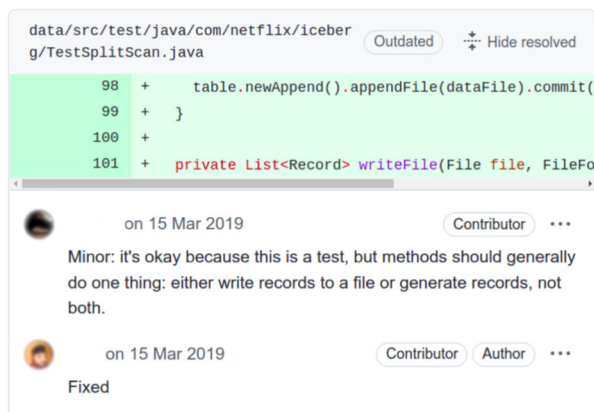 data/src/test/java/com/netflix/iceber
g/TestSplitScan.java
Outdated
Hide resolved
98 + table.newAppend().appendFile(dataFile).commit(
99 + }
100 +
101 + private List<Record> writeFile(File file, FileFo
on 15 Mar 2019
Contributor
Minor: it's okay because this is a test, but methods should generally
do one thing: either write records to a file or generate records, not
both.
on 15 Mar 2019
Contributor
Author
Fixed